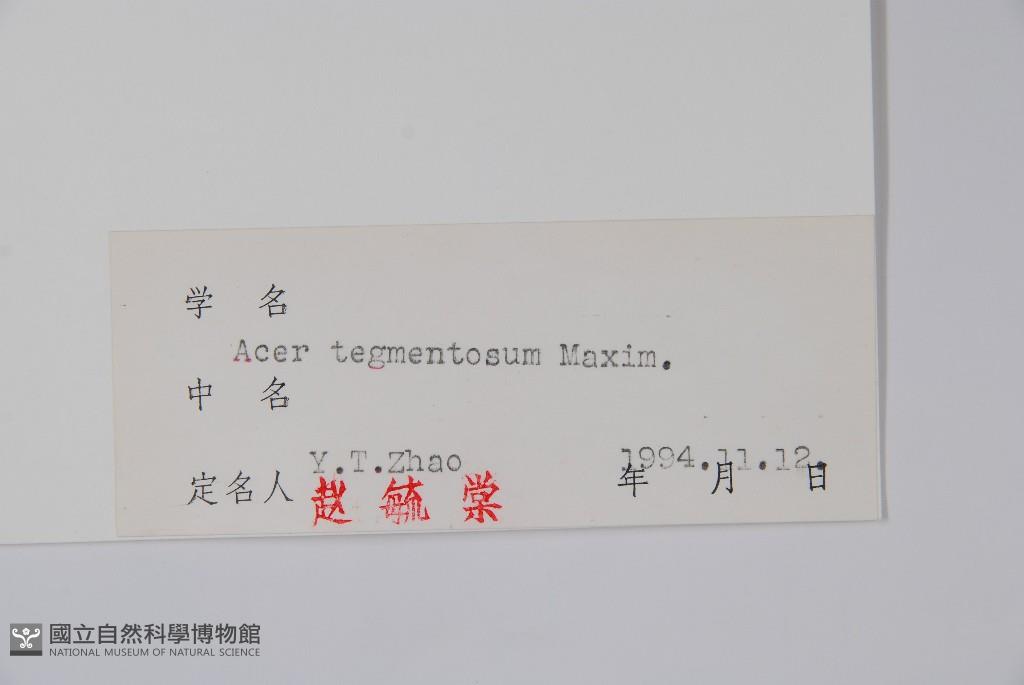 学 名
Acer tegmentosum Maxim.
中 名
Y.T.Zhao 1994.11.12.
定名人 赵毓棠 年 月 日
國立自然科學博物館
NATIONAL MUSEUM OF NATURAL SCIENCE